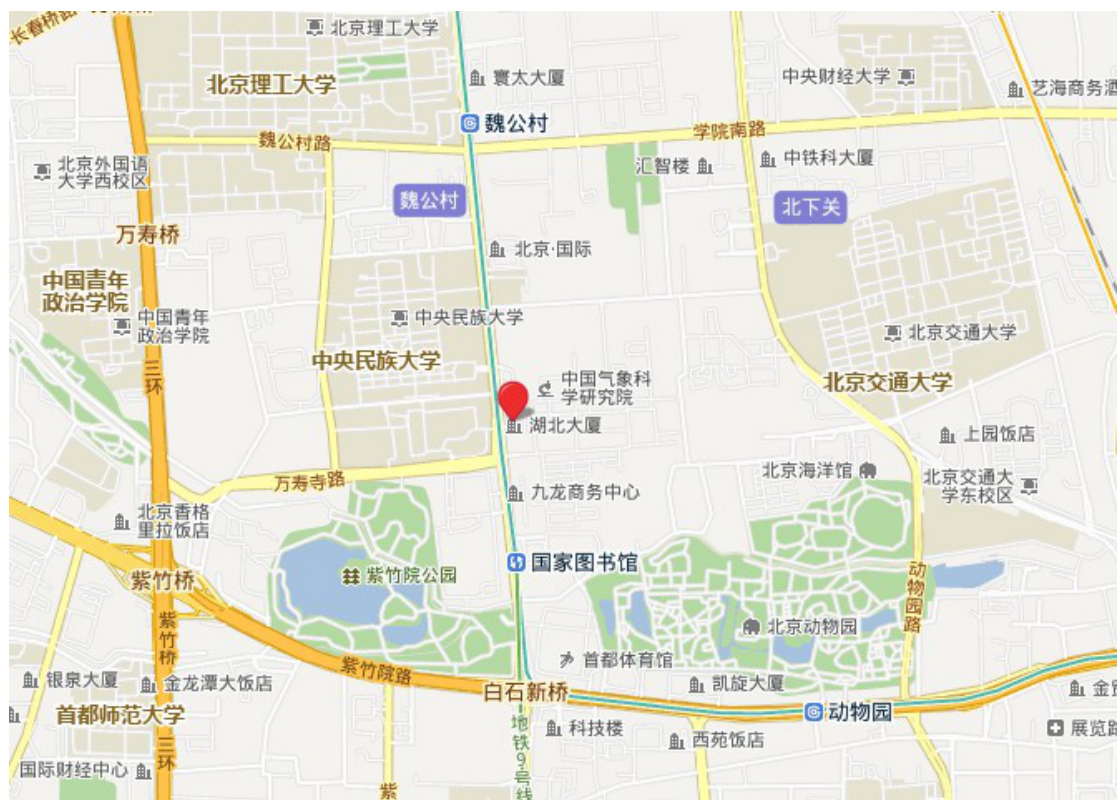 长春桥路
北京理工大学
北京理工大学
寰太大厦
中央财经大学
艺海商务酒
魏公村
学院南路
魏公村路
汇智楼
中铁科大厦
北京外国语
大学西校区
魏公村
北下关
万寿桥
北京·国际
中国青年
政治学院
中国青年
政治学院
中央民族大学
北京交通大学
三环
中央民族大学
中国气象科
学研究院
北京交通大学
湖北大厦
上园饭店
万寿寺路
九龙商务中心
北京海洋馆
北京交通大
学东校区
北京香格
里拉饭店
国家图书馆
紫竹桥
紫竹院公园
动物园路
紫竹桥
北京动物园
首都体育馆
紫竹院路
银泉大厦
金龙潭大饭店
白石新桥
凯旋大厦
首都师范大学
动物园
地铁9号线
科技楼
西苑饭店
三环
国际财经中心
紫